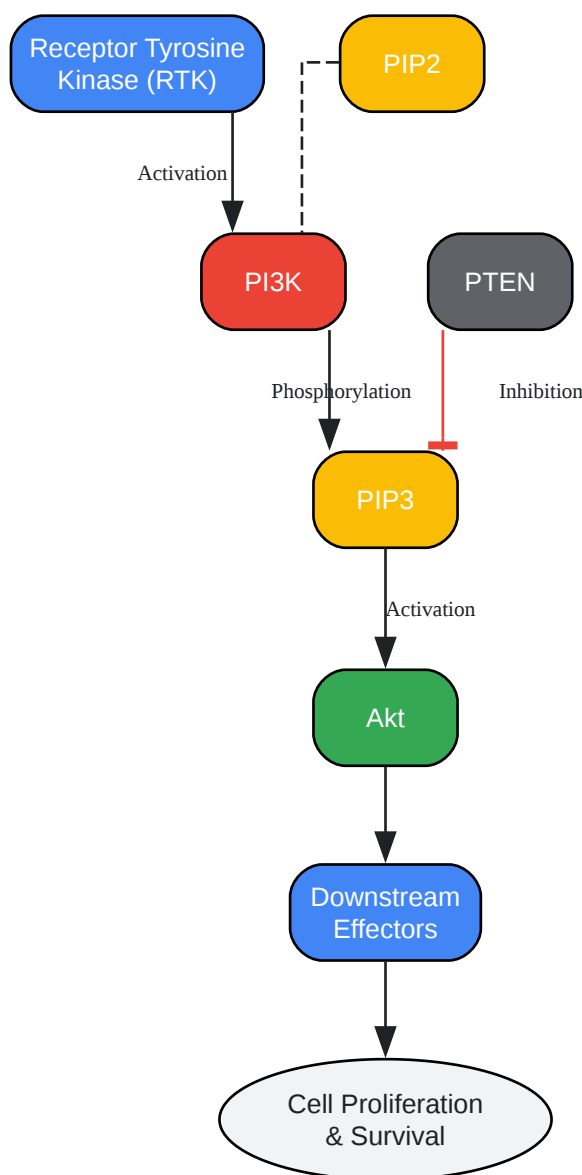 Receptor Tyrosine
Kinase (RTK)
PIP2
Activation
PI3K
PTEN
Phosphorylation
Inhibition
PIP3
Activation
Akt
Downstream
Effectors
Cell Proliferation
& Survival